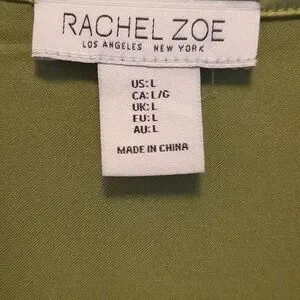 RACHEL ZOE
LOS ANGELES NEW YORK
US: L
CA: L/G
UK: L
EU: L
AU: L
MADE IN CHINA